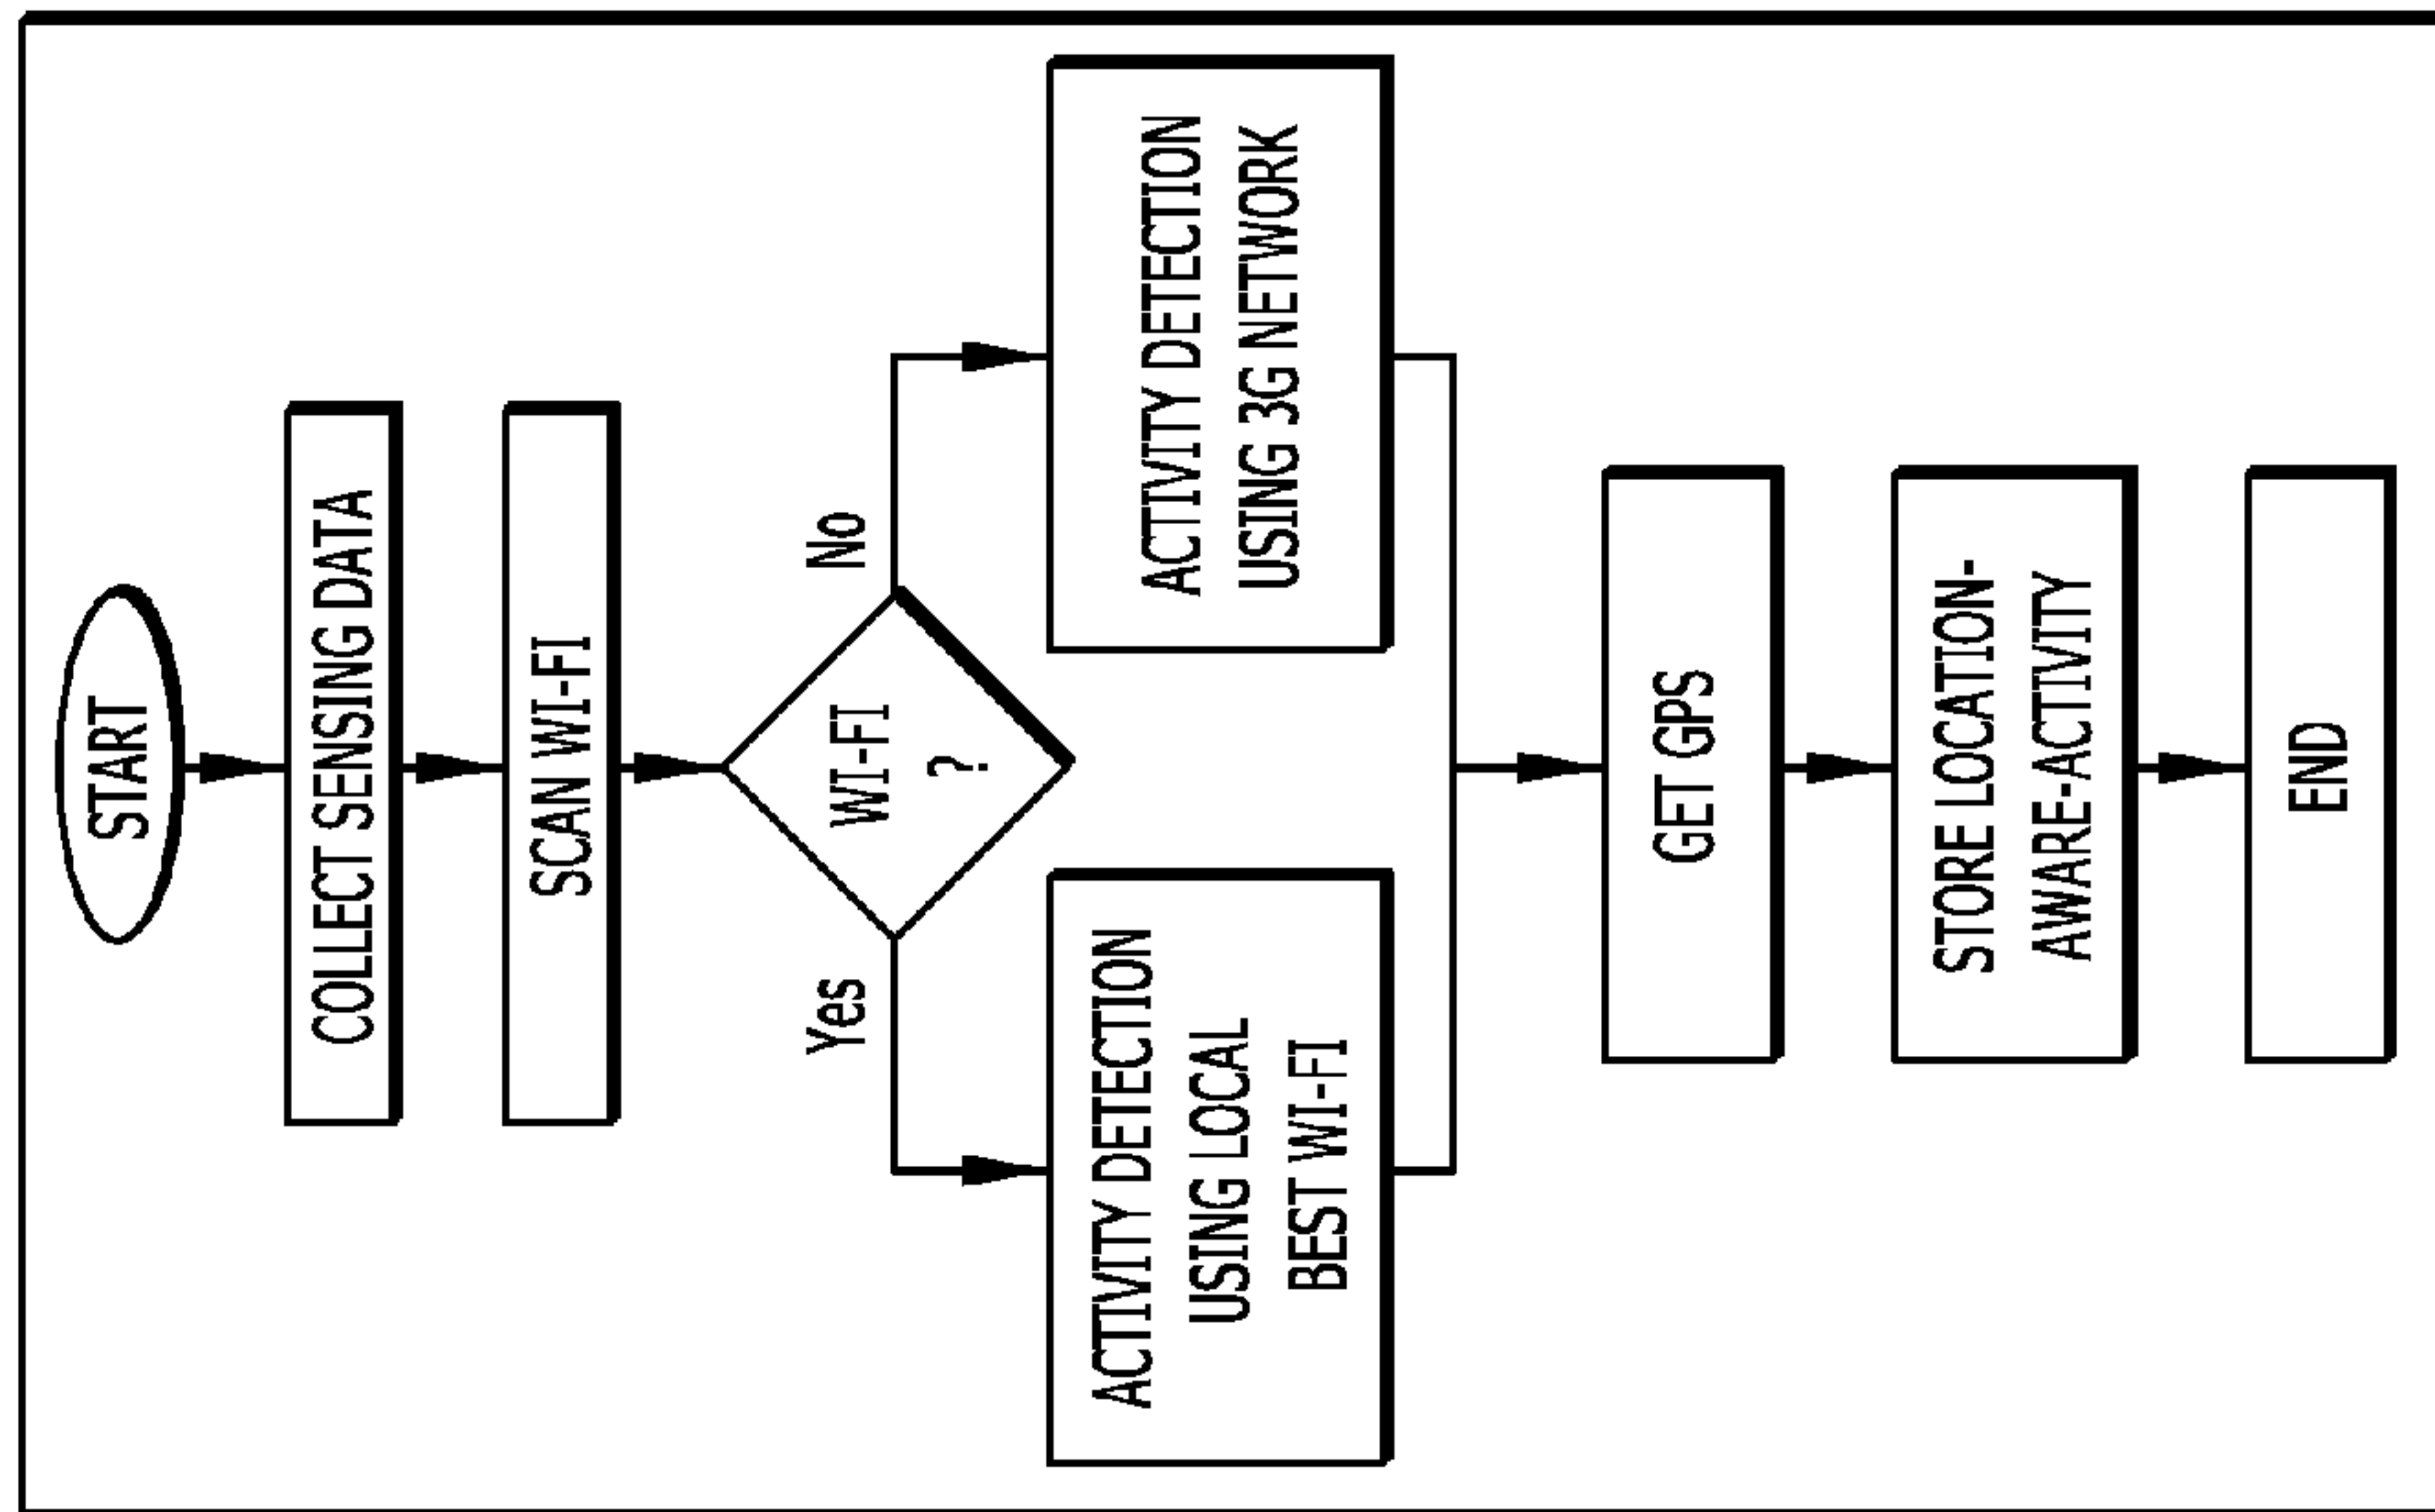 START
COLLECT SENSING DATA
SCAN WI-FI
WI-FI
?
Yes
No
ACTIVITY DETECTION
USING LOCAL
BEST WI-FI
ACTIVITY DETECTION
USING 3G NETWORK
GET GPS
STORE LOCATION-
AWARE-ACTIVITY
END